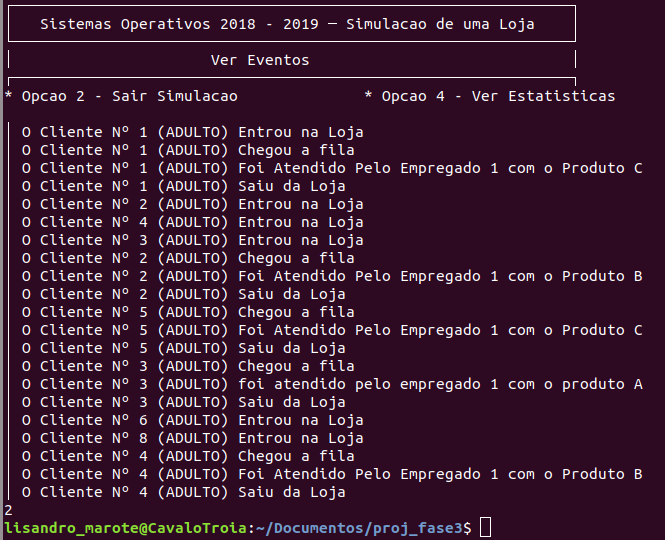 Sistemas Operativos 2018 - 2019 — Simulacao de uma Loja
Ver Eventos
* Opcao 2 - Sair Simulacao * Opcao 4 - Ver Estatisticas
O Cliente Nº 1 (ADULTO) Entrou na Loja
O Cliente Nº 1 (ADULTO) Chegou a fila
O Cliente Nº 1 (ADULTO) Foi Atendido Pelo Empregado 1 com o Produto C
O Cliente Nº 1 (ADULTO) Saiu da Loja
O Cliente Nº 2 (ADULTO) Entrou na Loja
O Cliente Nº 4 (ADULTO) Entrou na Loja
O Cliente Nº 3 (ADULTO) Entrou na Loja
O Cliente Nº 2 (ADULTO) Chegou a fila
O Cliente Nº 2 (ADULTO) Foi Atendido Pelo Empregado 1 com o Produto B
O Cliente Nº 2 (ADULTO) Saiu da Loja
O Cliente Nº 5 (ADULTO) Chegou a fila
O Cliente Nº 5 (ADULTO) Foi Atendido Pelo Empregado 1 com o Produto C
O Cliente Nº 5 (ADULTO) Saiu da Loja
O Cliente Nº 3 (ADULTO) Chegou a fila
O Cliente Nº 3 (ADULTO) foi atendido pelo empregado 1 com o produto A
O Cliente Nº 3 (ADULTO) Saiu da Loja
O Cliente Nº 6 (ADULTO) Entrou na Loja
O Cliente Nº 8 (ADULTO) Entrou na Loja
O Cliente Nº 4 (ADULTO) Chegou a fila
O Cliente Nº 4 (ADULTO) Foi Atendido Pelo Empregado 1 com o Produto B
O Cliente Nº 4 (ADULTO) Saiu da Loja
2
lisandro_marote@CavaloTroia:~/Documentos/proj_fase3$